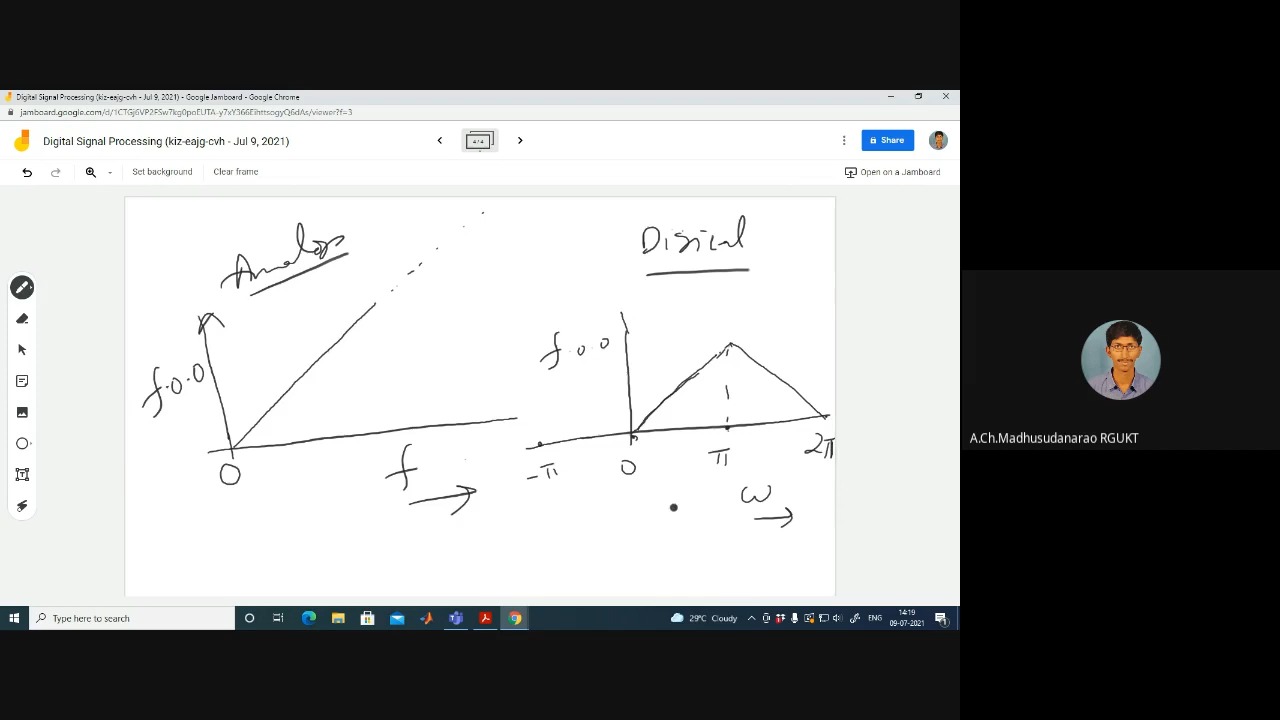 Digital Signal Processing (kiz-eajg-cvh - Jul 9, 2021) - Google Jamboard - Google Chrome
Digital Signal Processing (kiz-eajg-cvh - Jul 9, 2021)
4 / 4
Share
Set background
Clear frame
Open on a Jamboard
Analog
Digital
f.o.o
f.o.o
0
f
-π
0
π
2π
ω
A.Ch.Madhusudanarao RGUKT
Type here to search
29°C Cloudy
ENG
14:19
09-07-2021